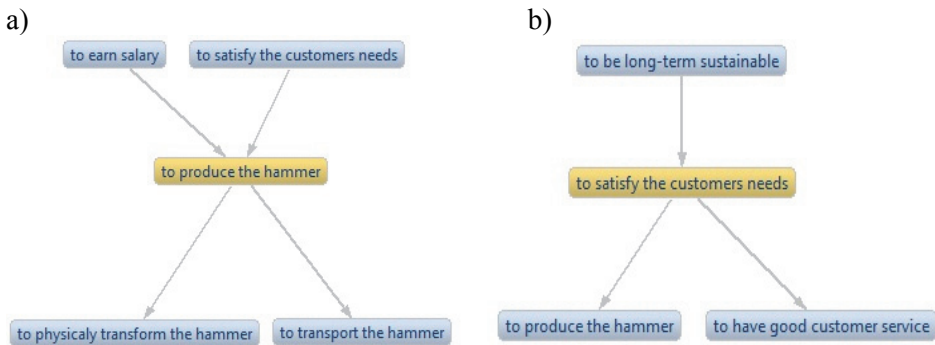 a)
to earn salary
to satisfy the customers needs
to produce the hammer
to physicaly transform the hammer
to transport the hammer
b)
to be long-term sustainable
to satisfy the customers needs
to produce the hammer
to have good customer service